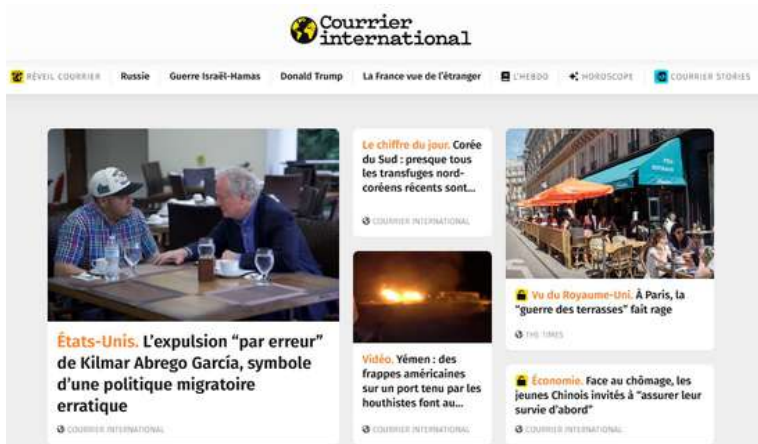 Courrier
international
RÉVEIL COURRIER
Russie
Guerre Israël-Hamas
Donald Trump
La France vue de l'étranger
L'HEBDO
HOROSCOPE
COURRIER STORIES
États-Unis. L'expulsion "par erreur"
de Kilmar Abrego García, symbole
d'une politique migratoire
erratique
COURRIER INTERNATIONAL
Le chiffre du jour. Corée
du Sud : presque tous
les transfuges nord-
coréens récents sont...
COURRIER INTERNATIONAL
Vidéo. Yémen : des
frappes américaines
sur un port tenu par les
houthistes font au...
COURRIER INTERNATIONAL
Vu du Royaume-Uni. À Paris, la
"guerre des terrasses" fait rage
THE TIMES
Économie. Face au chômage, les
jeunes Chinois invités à "assurer leur
survie d'abord"
COURRIER INTERNATIONAL